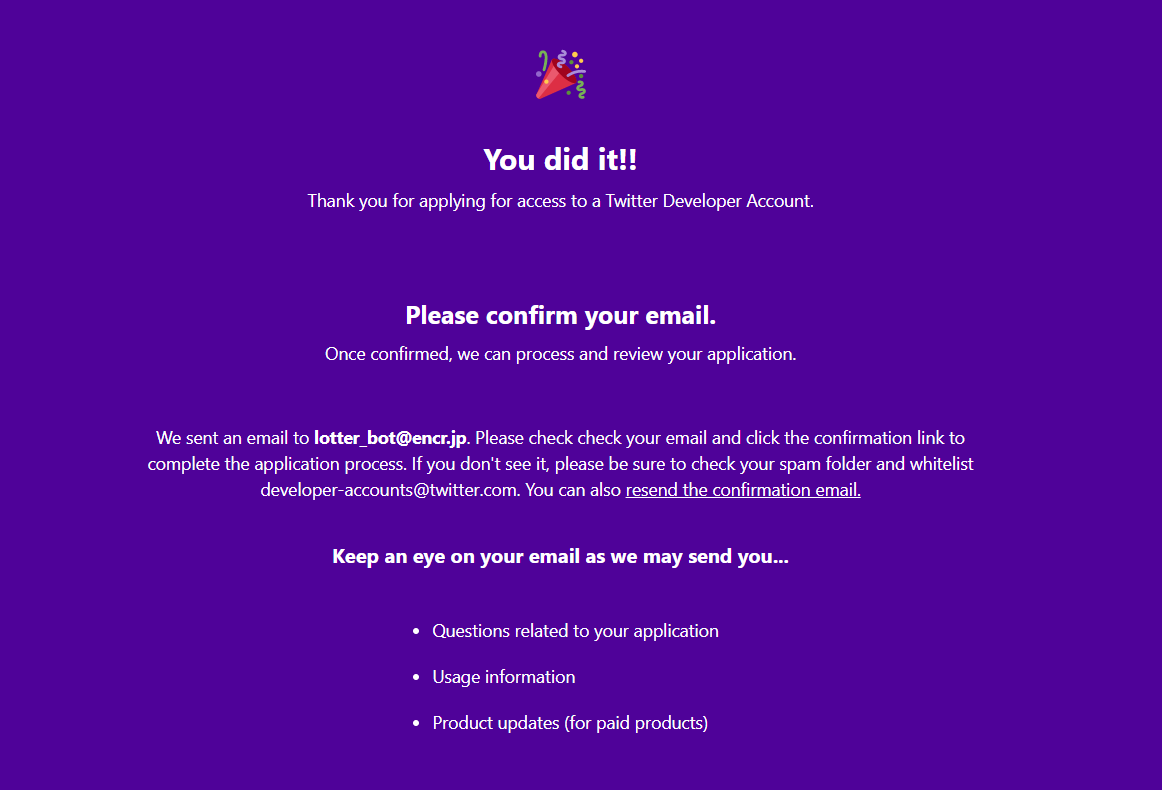 You did it!!
Thank you for applying for access to a Twitter Developer Account.
Please confirm your email.
Once confirmed, we can process and review your application.
We sent an email to lotter_bot@encr.jp. Please check check your email and click the confirmation link to
complete the application process. If you don't see it, please be sure to check your spam folder and whitelist
developer-accounts@twitter.com. You can also resend the confirmation email.
Keep an eye on your email as we may send you...
• Questions related to your application
• Usage information
• Product updates (for paid products)